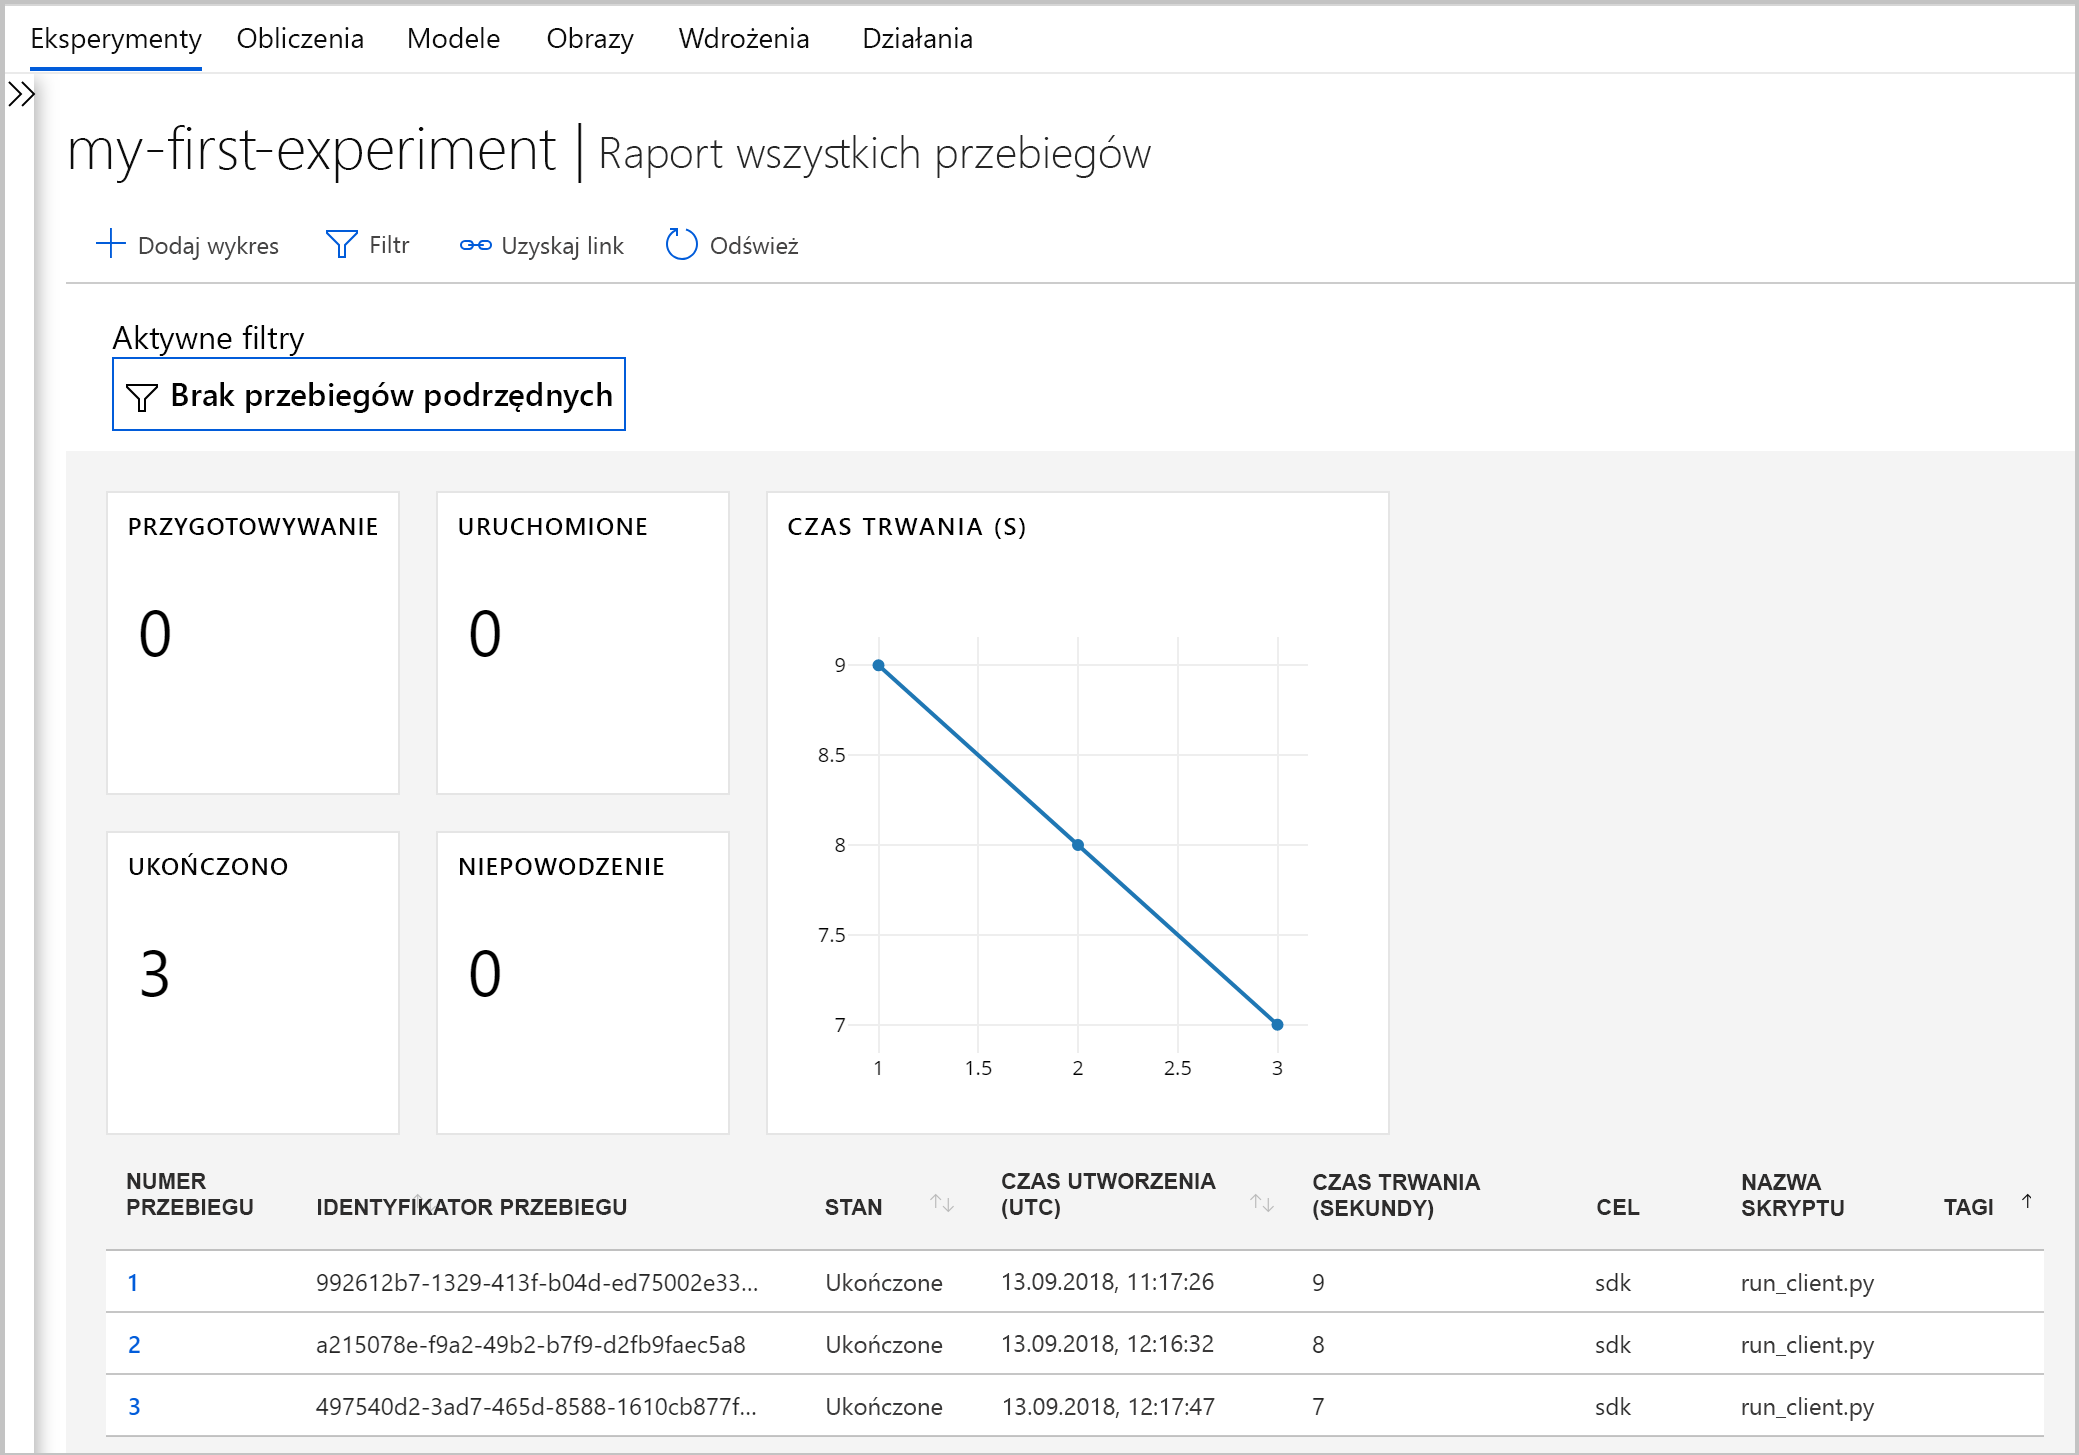 Eksperymenty Obliczenia Modele Obrazy Wdrożenia Działania
my-first-experiment | Raport wszystkich przebiegów
Dodaj wykres Filtr Uzyskaj link Odśwież
Aktywne filtry
Brak przebiegów podrzędnych
PRZYGOTOWYWANIE
0
URUCHOMIONE
0
UKOŃCZONO
3
NIEPOWODZENIE
0
CZAS TRWANIA (S)
9
8.5
8
7.5
7
1 1.5 2 2.5 3
NUMER PRZEBIEGU IDENTYFIKATOR PRZEBIEGU STAN CZAS UTWORZENIA (UTC) CZAS TRWANIA (SEKUNDY) CEL NAZWA SKRYPTU TAGI
1 992612b7-1329-413f-b04d-ed75002e33... Ukończone 13.09.2018, 11:17:26 9 sdk run_client.py
2 a215078e-f9a2-49b2-b7f9-d2fb9faec5a8 Ukończone 13.09.2018, 12:16:32 8 sdk run_client.py
3 497540d2-3ad7-465d-8588-1610cb877f... Ukończone 13.09.2018, 12:17:47 7 sdk run_client.py